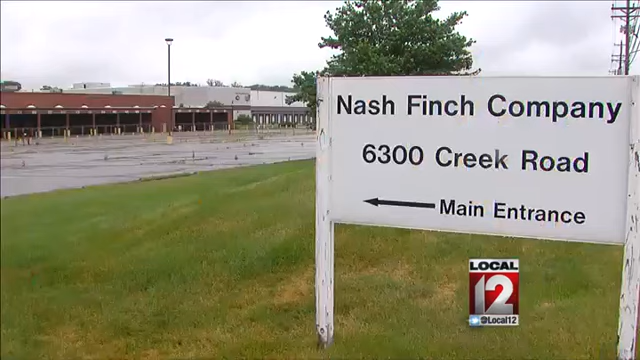 Nash Finch Company
6300 Creek Road
Main Entrance
LOCAL
12
@Local12